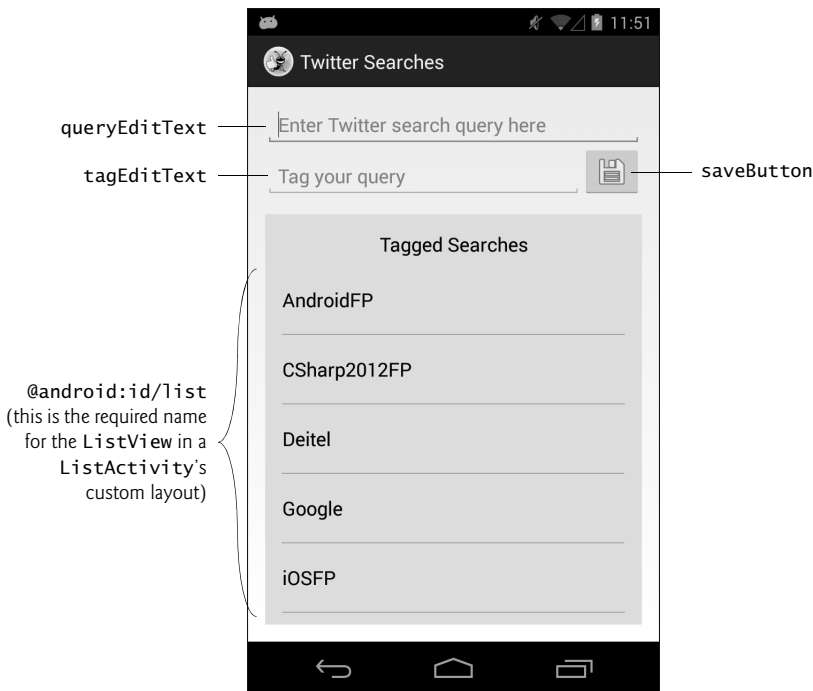 11:51
Twitter Searches
queryEditText
Enter Twitter search query here
tagEditText
Tag your query
saveButton
Tagged Searches
AndroidFP
CSharp2012FP
Deitel
Google
iOSFP
@android:id/list
(this is the required name
for the ListView in a
ListActivity’s
custom layout)